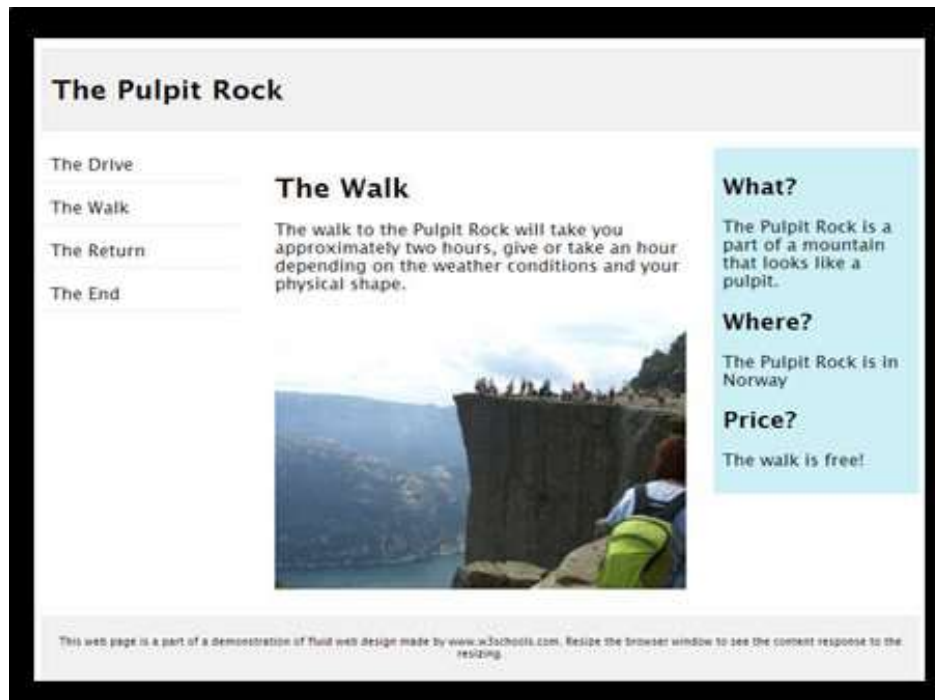 The Pulpit Rock
The Drive
The Walk
The Return
The End
The Walk
The walk to the Pulpit Rock will take you
approximately two hours, give or take an hour
depending on the weather conditions and your
physical shape.
What?
The Pulpit Rock is a
part of a mountain
that looks like a
pulpit.
Where?
The Pulpit Rock is in
Norway
Price?
The walk is free!
This web page is a part of a demonstration of fluid web design made by www.w3schools.com. Resize the browser window to see the content response to the
resizing.